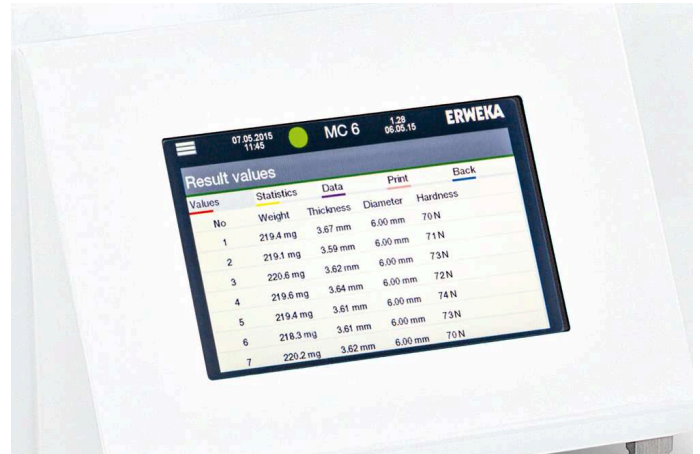 07.05.2015 MC 6 1.28 ERWEKA
11:45 06.05.15
Result values
Values Statistics Data Print Back
No Weight Thickness Diameter Hardness
1 219.4 mg 3.67 mm 6.00 mm 70 N
2 219.1 mg 3.59 mm 6.00 mm 71 N
3 220.6 mg 3.62 mm 6.00 mm 73 N
4 219.6 mg 3.64 mm 6.00 mm 72 N
5 219.4 mg 3.61 mm 6.00 mm 74 N
6 218.3 mg 3.61 mm 6.00 mm 73 N
7 220.2 mg 3.62 mm 6.00 mm 70 N